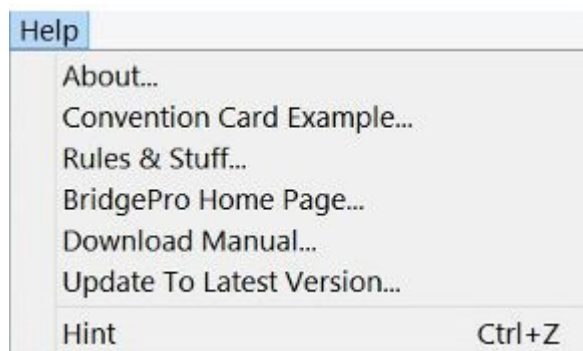 Help
About...
Convention Card Example...
Rules & Stuff...
BridgePro Home Page...
Download Manual...
Update To Latest Version...
Hint Ctrl+Z